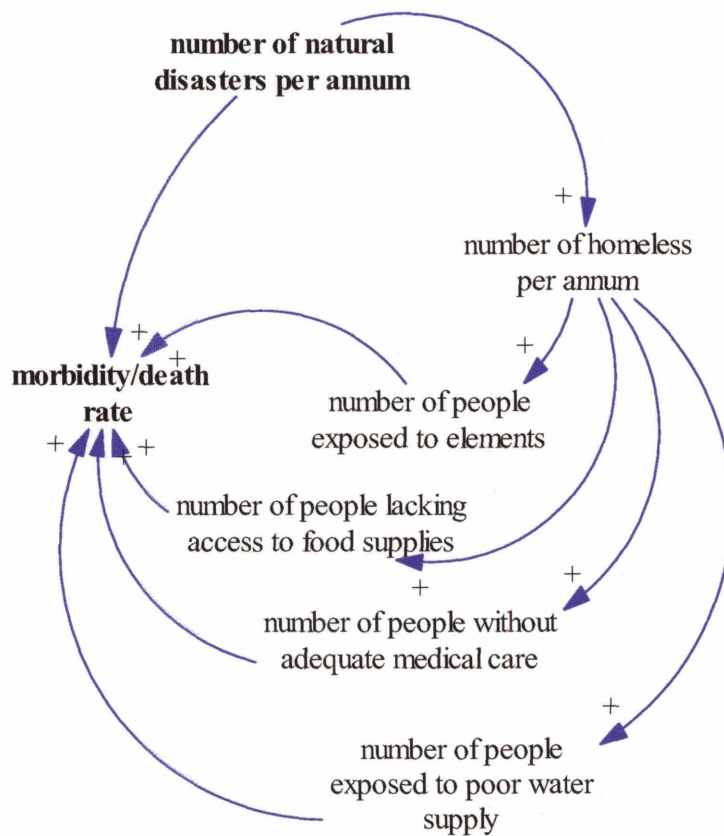 number of natural
disasters per annum
+
number of homeless
per annum
+
+
+
morbidity/death
rate
number of people
exposed to elements
+
+
+
number of people lacking
access to food supplies
+
+
number of people without
adequate medical care
+
number of people
exposed to poor water
supply